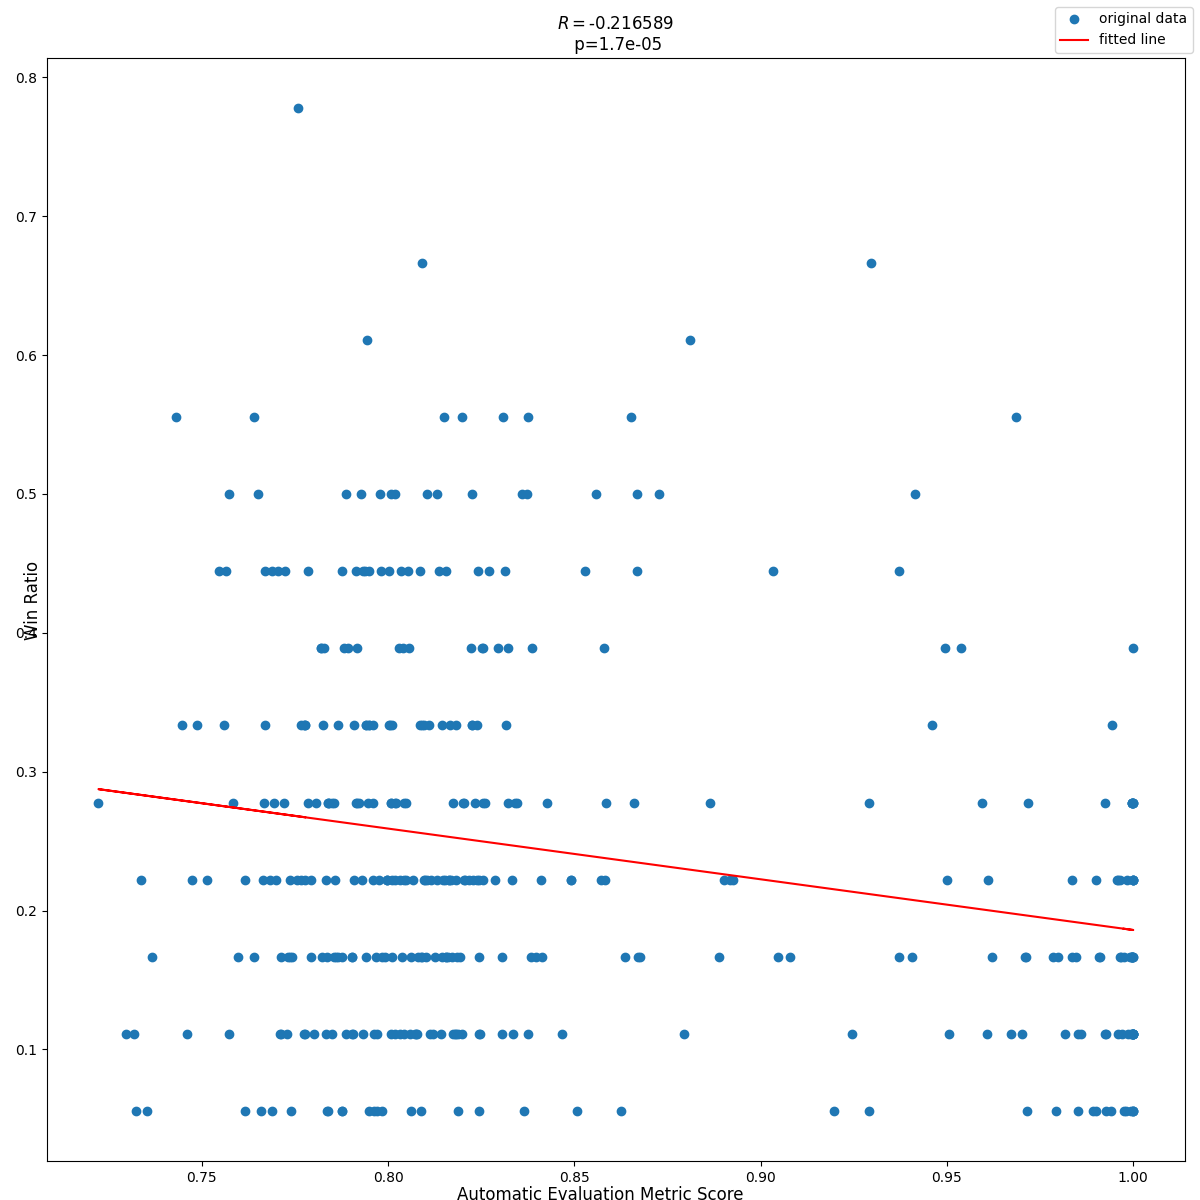 R = -0.216589
p=1.7e-05
original data
fitted line
0.8
0.7
0.6
0.5
0.4
0.3
0.2
0.1
Win Ratio
0.75 0.80 0.85 0.90 0.95 1.00
Automatic Evaluation Metric Score